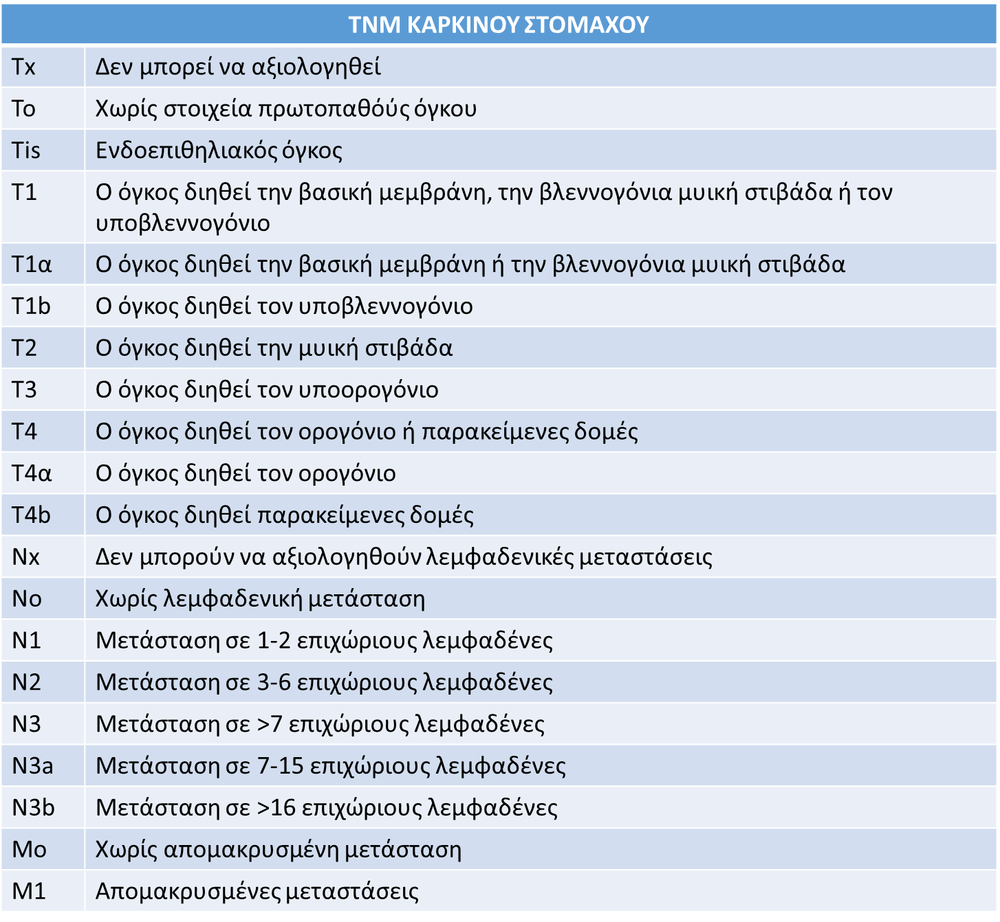 ΤΝΜ ΚΑΡΚΙΝΟΥ ΣΤΟΜΑΧΟΥ
Tx Δεν μπορεί να αξιολογηθεί
To Χωρίς στοιχεία πρωτοπαθόύς όγκου
Tis Ενδοεπιθηλιακός όγκος
T1 Ο όγκος διηθεί την βασική μεμβράνη, την βλεννογόνια μυική στιβάδα ή τον
υποβλεννογόνιο
T1α Ο όγκος διηθεί την βασική μεμβράνη ή την βλεννογόνια μυική στιβάδα
T1b Ο όγκος διηθεί τον υποβλεννογόνιο
T2 Ο όγκος διηθεί την μυική στιβάδα
T3 Ο όγκος διηθεί τον υποορογόνιο
T4 Ο όγκος διηθεί τον ορογόνιο ή παρακείμενες δομές
T4α Ο όγκος διηθεί τον ορογόνιο
T4b Ο όγκος διηθεί παρακείμενες δομές
Nx Δεν μπορούν να αξιολογηθούν λεμφαδενικές μεταστάσεις
No Χωρίς λεμφαδενική μετάσταση
N1 Μετάσταση σε 1-2 επιχώριους λεμφαδένες
N2 Μετάσταση σε 3-6 επιχώριους λεμφαδένες
N3 Μετάσταση σε >7 επιχώριους λεμφαδένες
N3a Μετάσταση σε 7-15 επιχώριους λεμφαδένες
N3b Μετάσταση σε >16 επιχώριους λεμφαδένες
Mo Χωρίς απομακρυσμένη μετάσταση
M1 Απομακρυσμένες μεταστάσεις